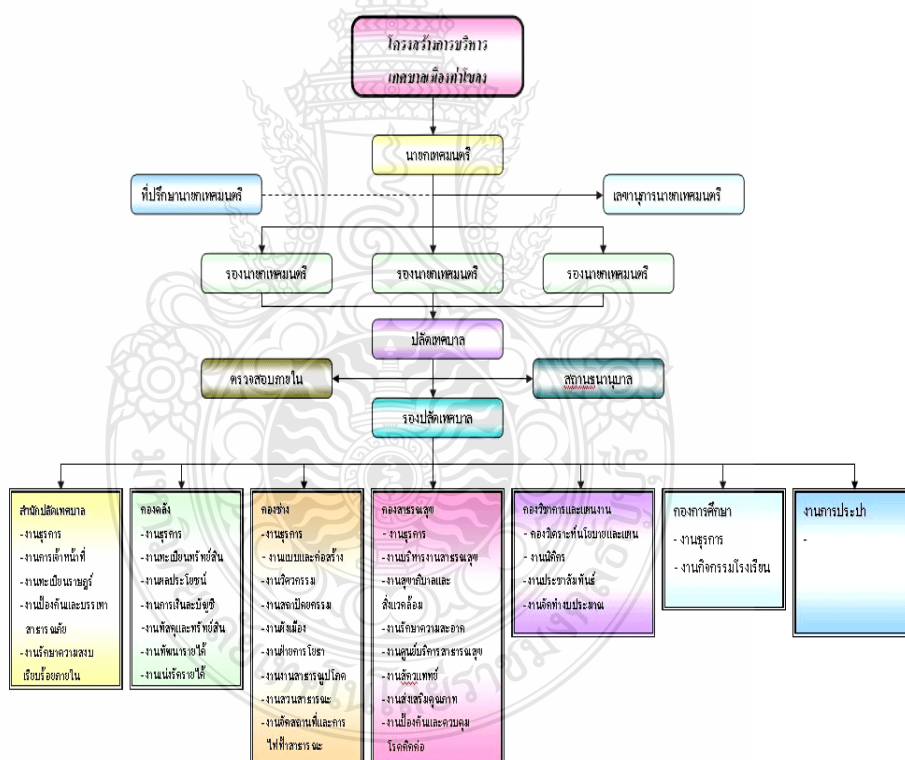 โครงสร้างการบริหาร
เทศบาลเมืองท่าโขลง
นายกเทศมนตรี
ที่ปรึกษานายกเทศมนตรี
เลขานุการนายกเทศมนตรี
รองนายกเทศมนตรี
รองนายกเทศมนตรี
รองนายกเทศมนตรี
ปลัดเทศบาล
ตรวจสอบภายใน
สถานธนานุบาล
รองปลัดเทศบาล
สำนักปลัดเทศบาล
- งานธุรการ
- งานการเจ้าหน้าที่
- งานทะเบียนราษฎร์
- งานป้องกันและบรรเทา
สาธารณภัย
- งานรักษาความสงบ
เรียบร้อยภายใน
กองคลัง
- งานธุรการ
- งานทะเบียนทรัพย์สิน
- งานผลประโยชน์
- งานการเงินละบัญชี
- งานพัสดุและทรัพย์สิน
- งานพัฒนารายได้
- งานเน่งรัดรายได้
กองช่าง
- งานธุรการ
- งานแบบและก่อสร้าง
- งานวิศวกรรม
- งานสถาปัตยกรรม
- งานผังเมือง
- งานฝ่ายการโยธา
- งานงานสาธารณูปโภค
- งานสวนสาธารณะ
- งานจัดสถานที่และการ
ไฟฟ้าสาธารณะ
กองสาธารณสุข
- งานธุรการ
- งานบริหารงานสาธารณสุข
- งานสุขาภิบาลและ
สิ่งแวดล้อม
- งานรักษาความสะอาด
- งานศูนย์บริการสาธารณสุข
- งานสัตวแพทย์
- งานส่งเสริมคุณภาพ
- งานป้องกันและควบคุม
โรคติดต่อ
กองวิชาการและแผนงาน
- กองวิเคราะห์นโยบายและแผน
- งานนิติกร
- งานประชาสัมพันธ์
- งานจัดทำงบประมาณ
กองการศึกษา
- งานธุรการ
- งานกิจกรรมโรงเรียน
งานการประปา
-